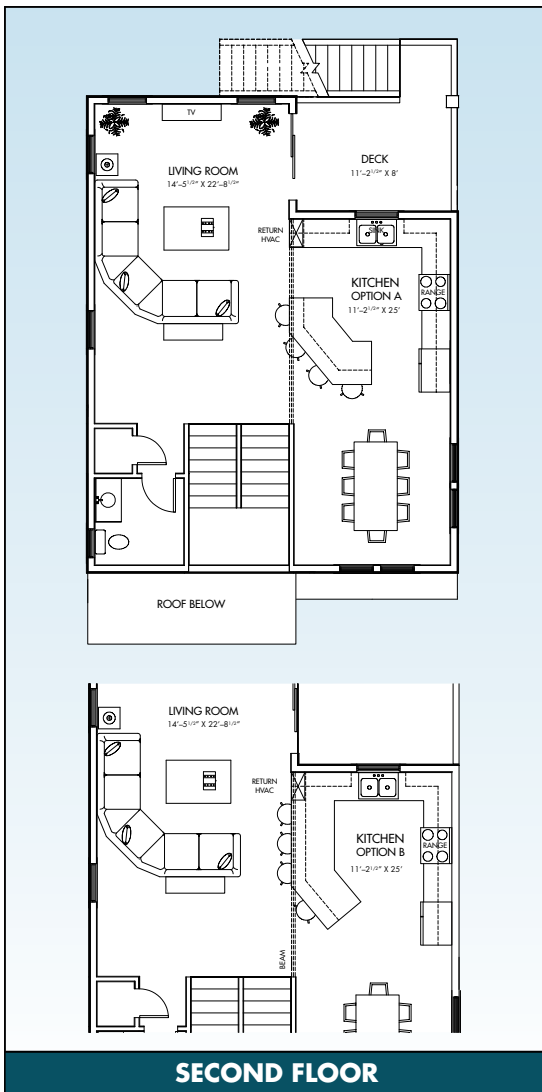 TV
LIVING ROOM
14'–5 1/2" X 22'–8 1/2"
DECK
11'–2 1/2" X 8'
RETURN
HVAC
SINK
KITCHEN
OPTION A
11'–2 1/2" X 25'
RANGE
ROOF BELOW
LIVING ROOM
14'–5 1/2" X 22'–8 1/2"
RETURN
HVAC
KITCHEN
OPTION B
11'–2 1/2" X 25'
RANGE
BEAM
SECOND FLOOR